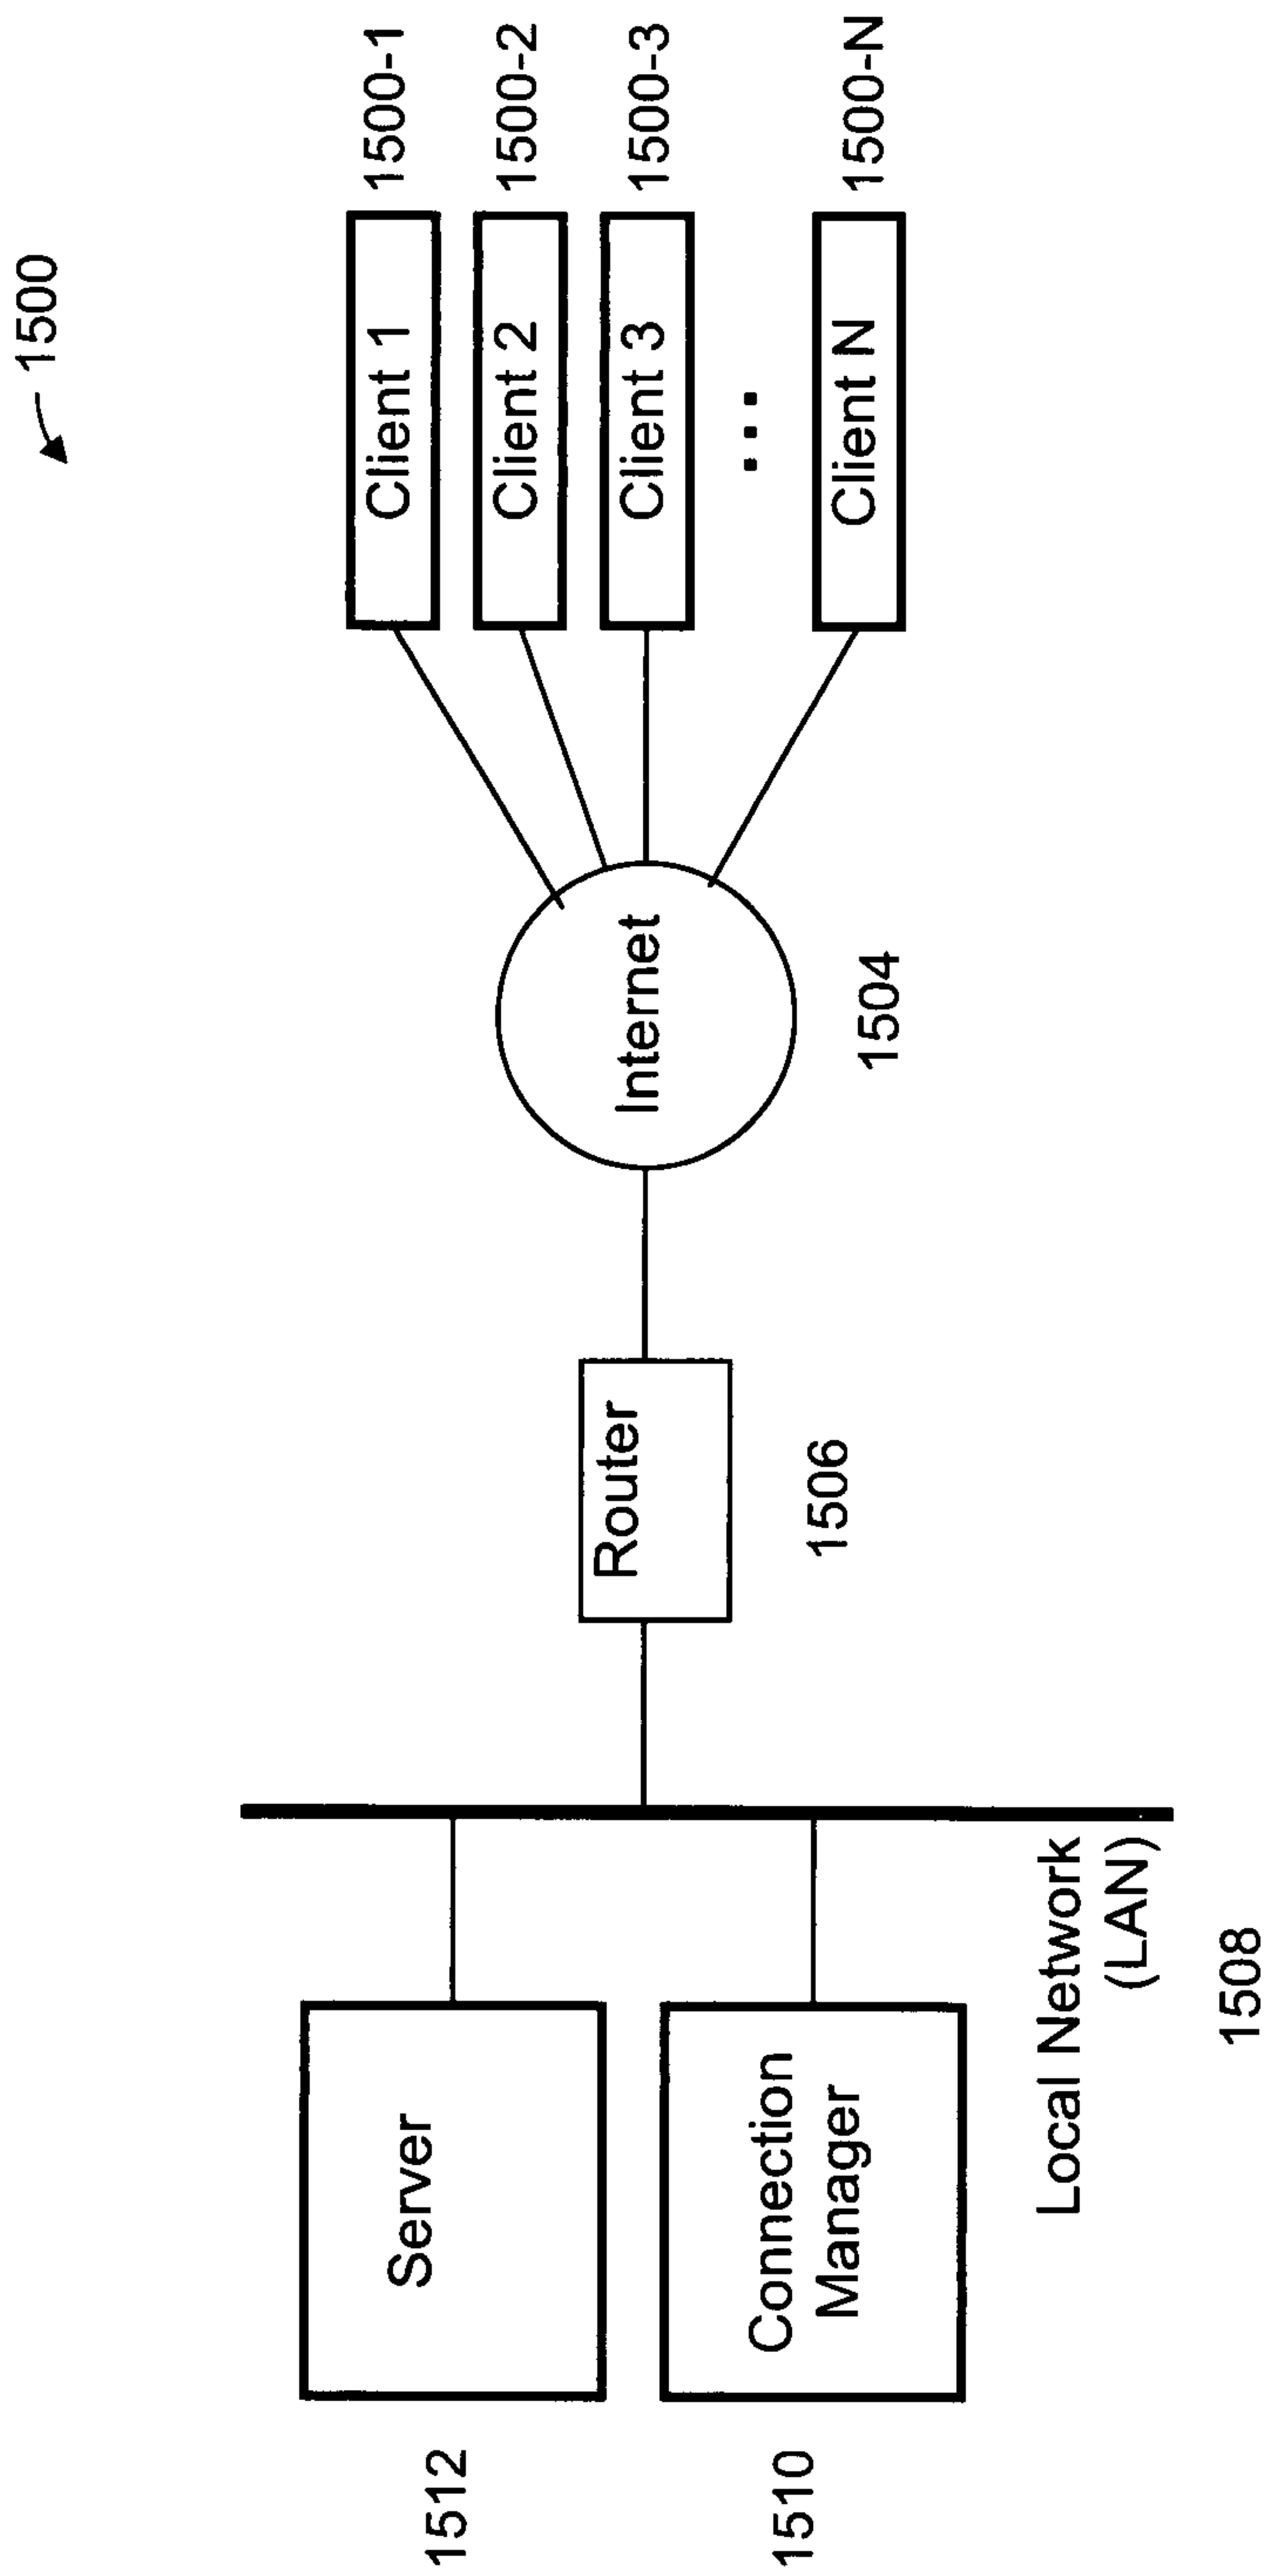 1500
Client 1
1500-1
Client 2
1500-2
Client 3
1500-3
...
Client N
1500-N
Internet
1504
Router
1506
Server
1512
Connection
Manager
1510
Local Network
(LAN)
1508